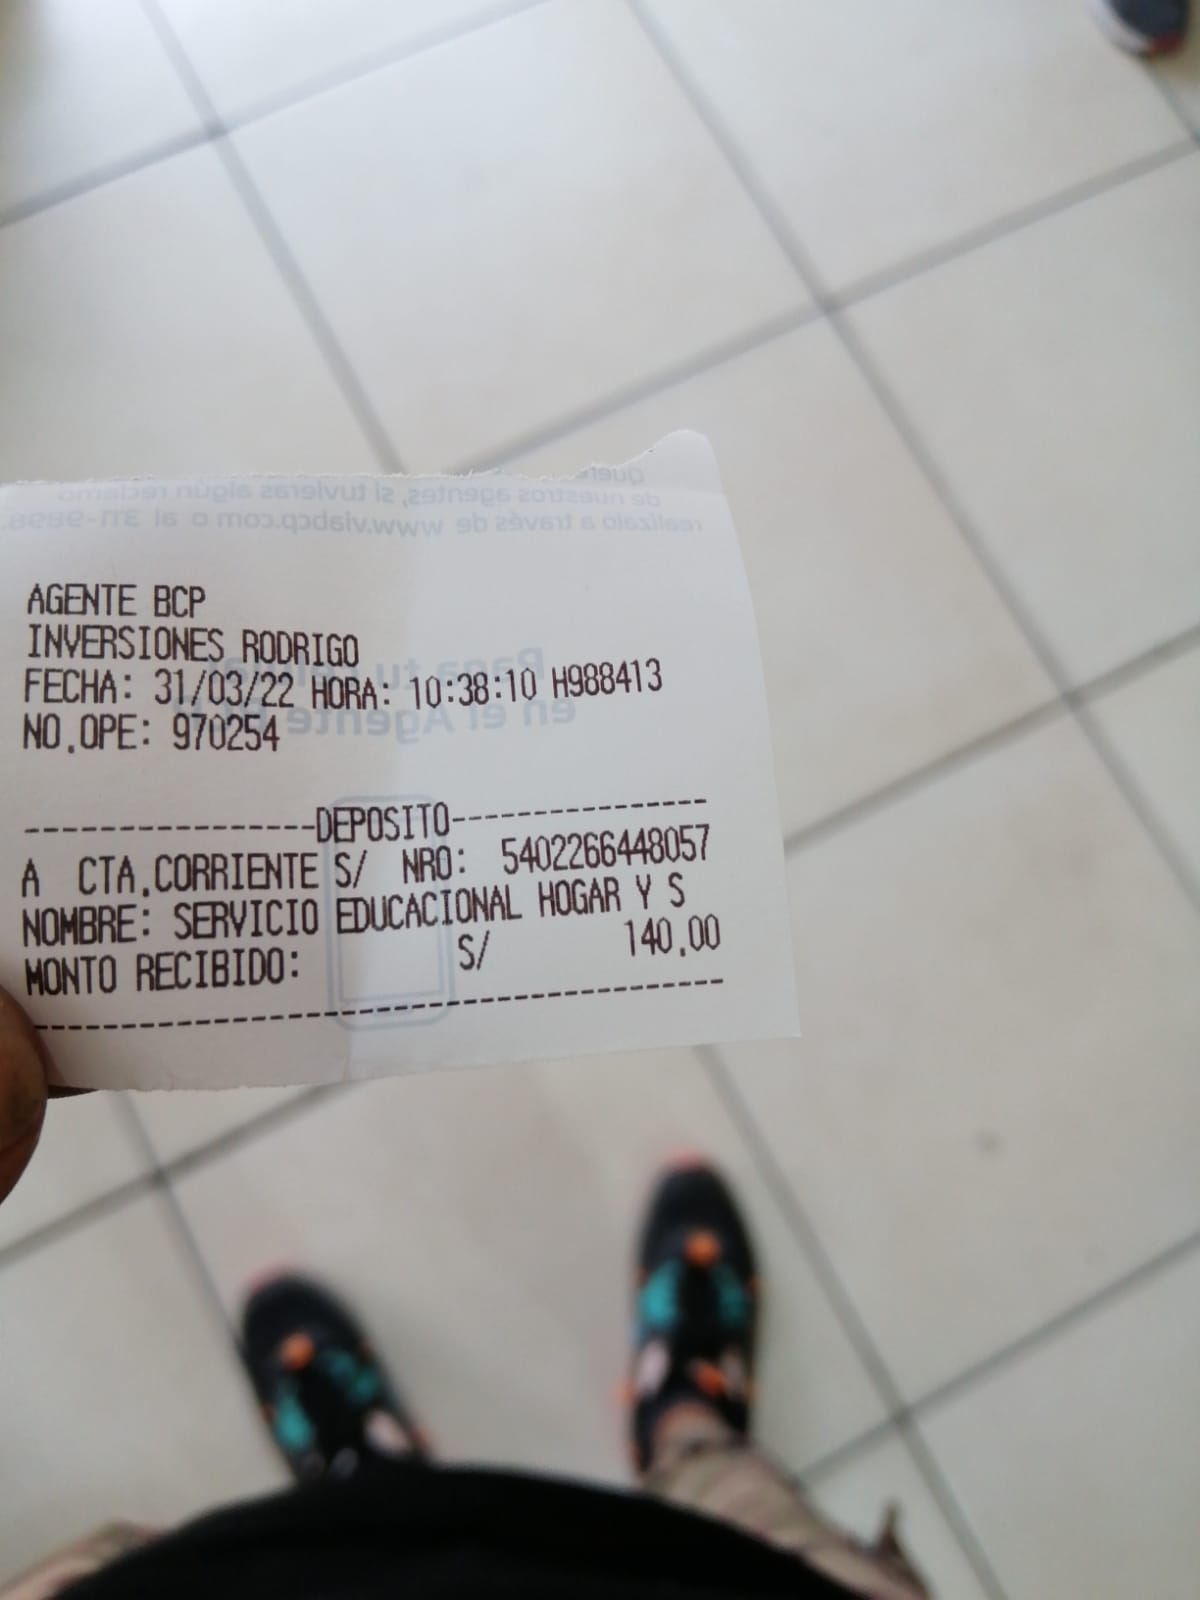 AGENTE BCP
INVERSIONES RODRIGO
FECHA: 31/03/22 HORA: 10:38:10 H988413
NO.OPE: 970254
----------------DEPOSITO----------------
A CTA.CORRIENTE S/ NRO: 5402266448057
NOMBRE: SERVICIO EDUCACIONAL HOGAR Y S
MONTO RECIBIDO: S/ 140.00